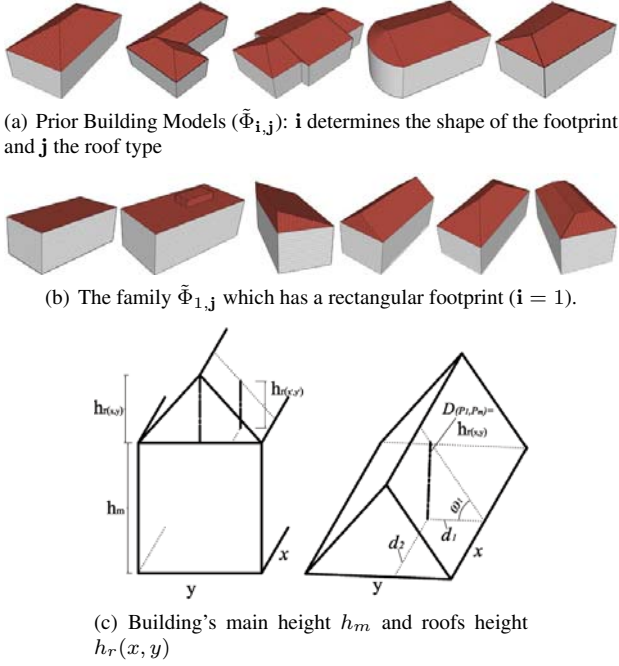 (a) Prior Building Models (Φ̃i,j): i determines the shape of the footprint
and j the roof type
(b) The family Φ̃1,j which has a rectangular footprint (i = 1).
hr(x,y)
hr(x,y)
hm
x
y
D(P1,Pm)=
hr(x,y)
ω1
d1
d2
x
y
(c) Building's main height hm and roofs height
hr(x, y)